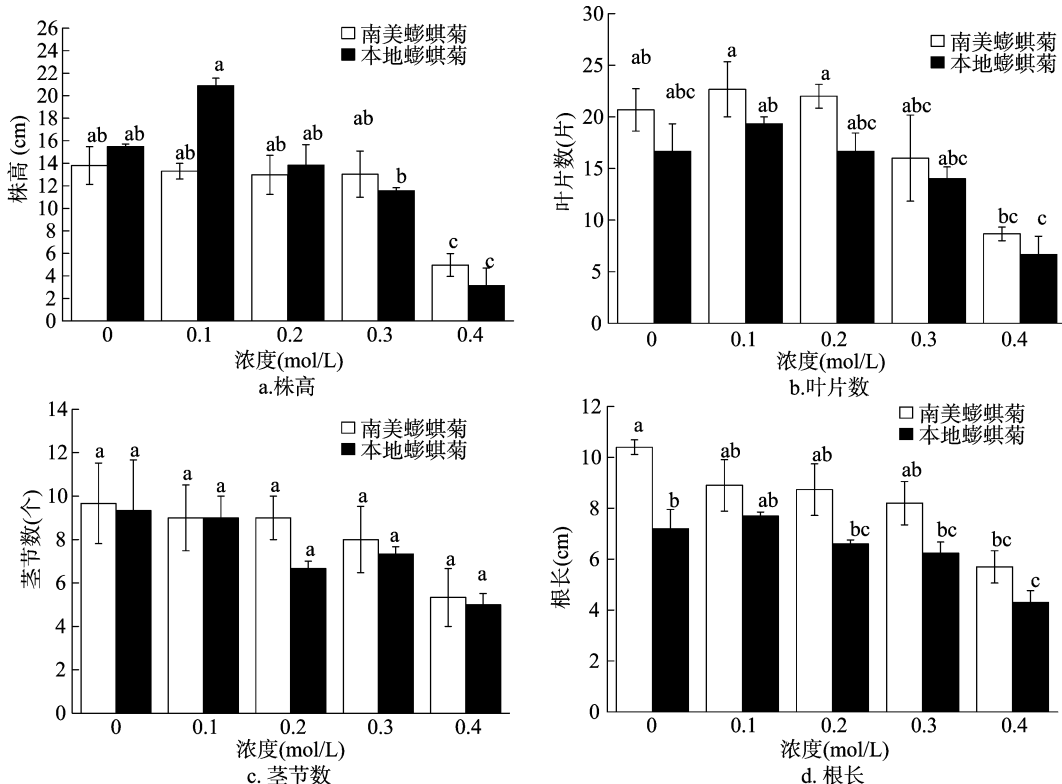 南美蟛蜞菊
本地蟛蜞菊
株高 (cm)
26
24
22
20
18
16
14
12
10
8
6
4
2
0
ab ab ab a ab ab ab b c c
0 0.1 0.2 0.3 0.4
浓度(mol/L)
a.株高
南美蟛蜞菊
本地蟛蜞菊
叶片数(片)
30
25
20
15
10
5
0
ab abc a ab a abc abc abc bc c
0 0.1 0.2 0.3 0.4
浓度(mol/L)
b.叶片数
南美蟛蜞菊
本地蟛蜞菊
茎节数(个)
14
12
10
8
6
4
2
0
a a a a a a a a a a
0 0.1 0.2 0.3 0.4
浓度(mol/L)
c. 茎节数
南美蟛蜞菊
本地蟛蜞菊
根长(cm)
12
10
8
6
4
2
0
a b ab ab ab bc ab bc bc c
0 0.1 0.2 0.3 0.4
浓度(mol/L)
d. 根长